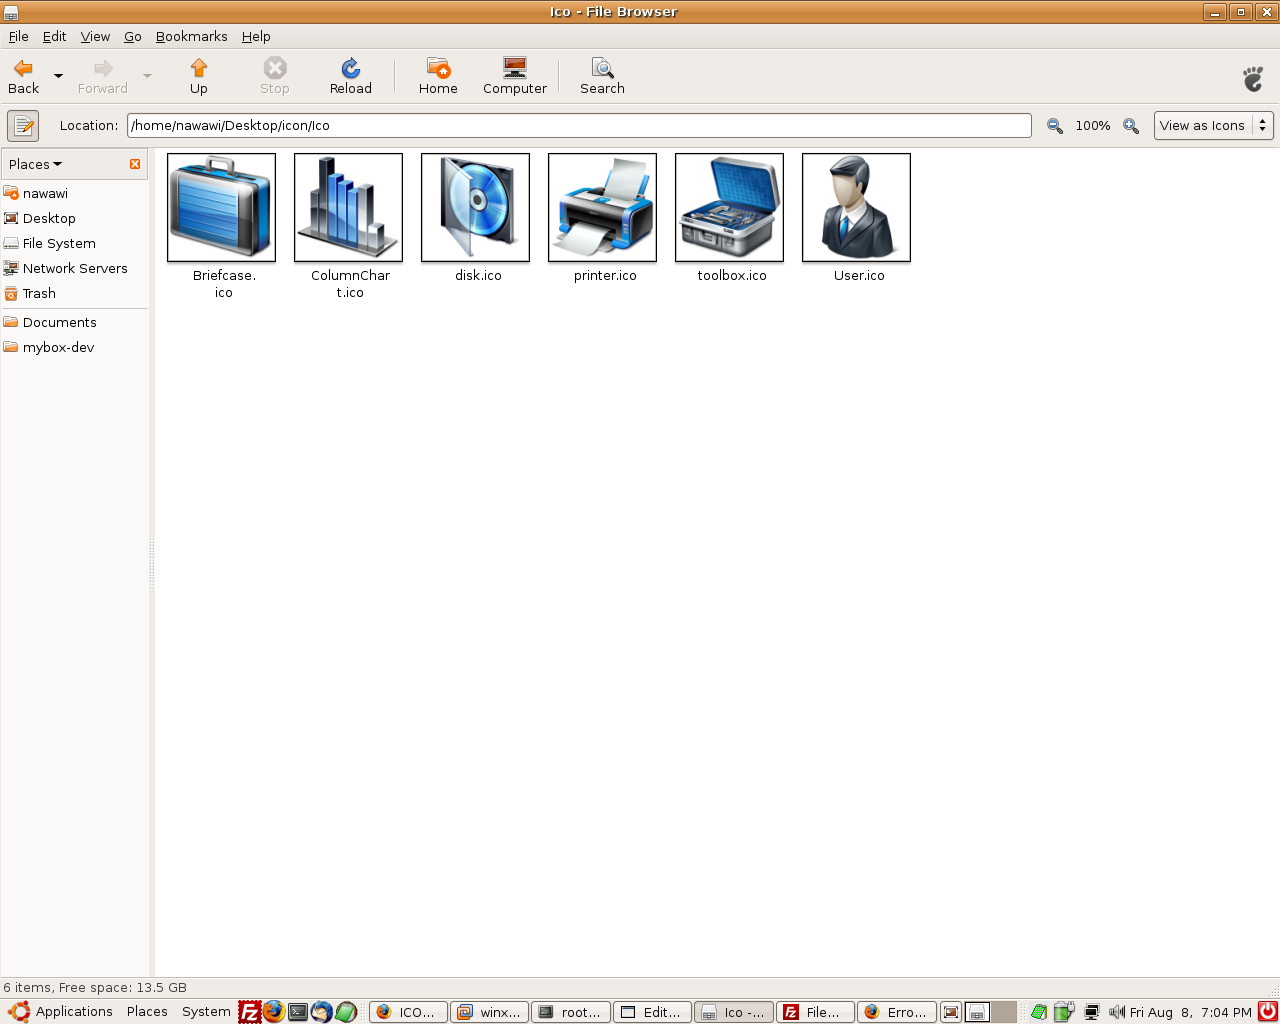 Ico - File Browser
File Edit View Go Bookmarks Help
Back Forward Up Stop Reload Home Computer Search
Location: /home/nawawi/Desktop/icon/Ico 100% View as Icons
Places
nawawi
Desktop
File System
Network Servers
Trash
Documents
mybox-dev
Briefcase.
ico
ColumnChar
t.ico
disk.ico
printer.ico
toolbox.ico
User.ico
6 items, Free space: 13.5 GB
Applications Places System ICO... winx... root... Edit... Ico -... File... Erro... Fri Aug 8, 7:04 PM